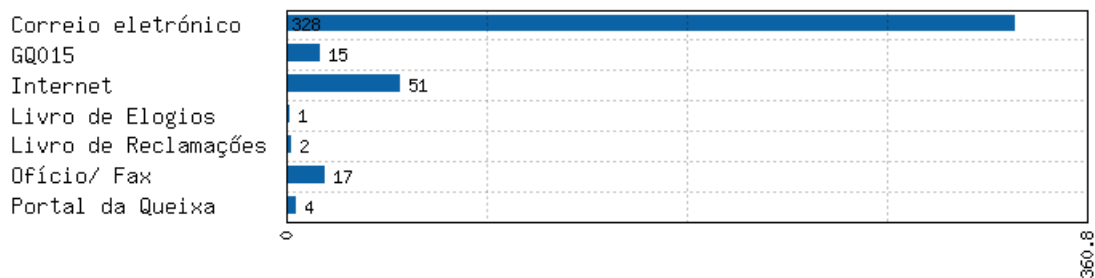 Correio eletrónico 328
GQ015 15
Internet 51
Livro de Elogios 1
Livro de Reclamações 2
Ofício/ Fax 17
Portal da Queixa 4
0 360.8